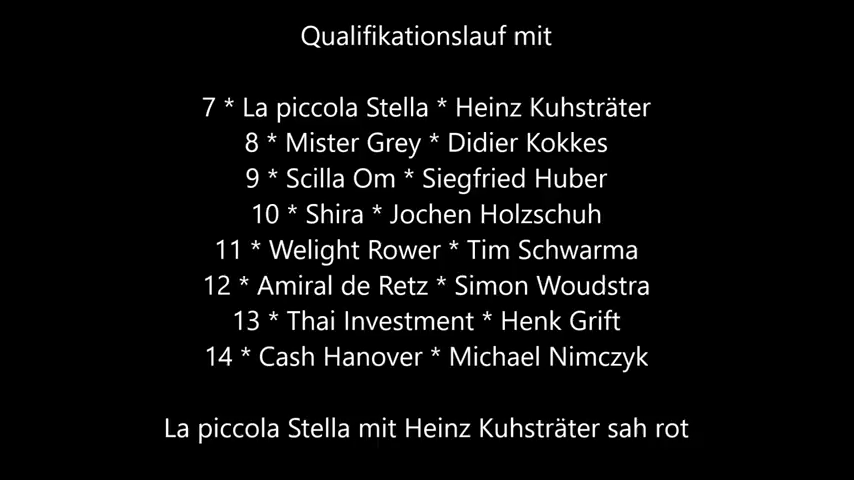 Qualifikationslauf mit
7 * La piccola Stella * Heinz Kuhsträter
8 * Mister Grey * Didier Kokkes
9 * Scilla Om * Siegfried Huber
10 * Shira * Jochen Holzschuh
11 * Welight Rower * Tim Schwarma
12 * Amiral de Retz * Simon Woudstra
13 * Thai Investment * Henk Grift
14 * Cash Hanover * Michael Nimczyk
La piccola Stella mit Heinz Kuhsträter sah rot